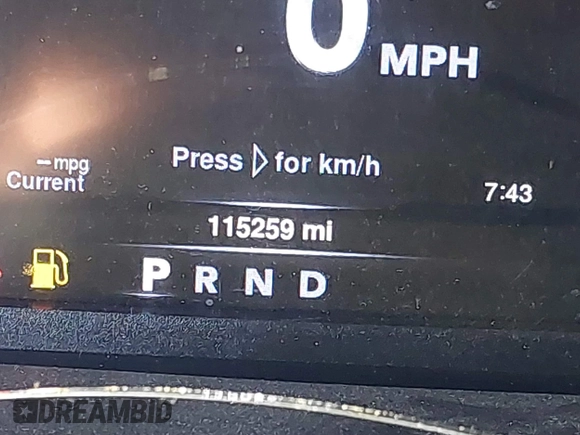 0 MPH
Press ▷ for km/h
-- mpg
Current
7:43
115259 mi
P R N D
DREAMBID